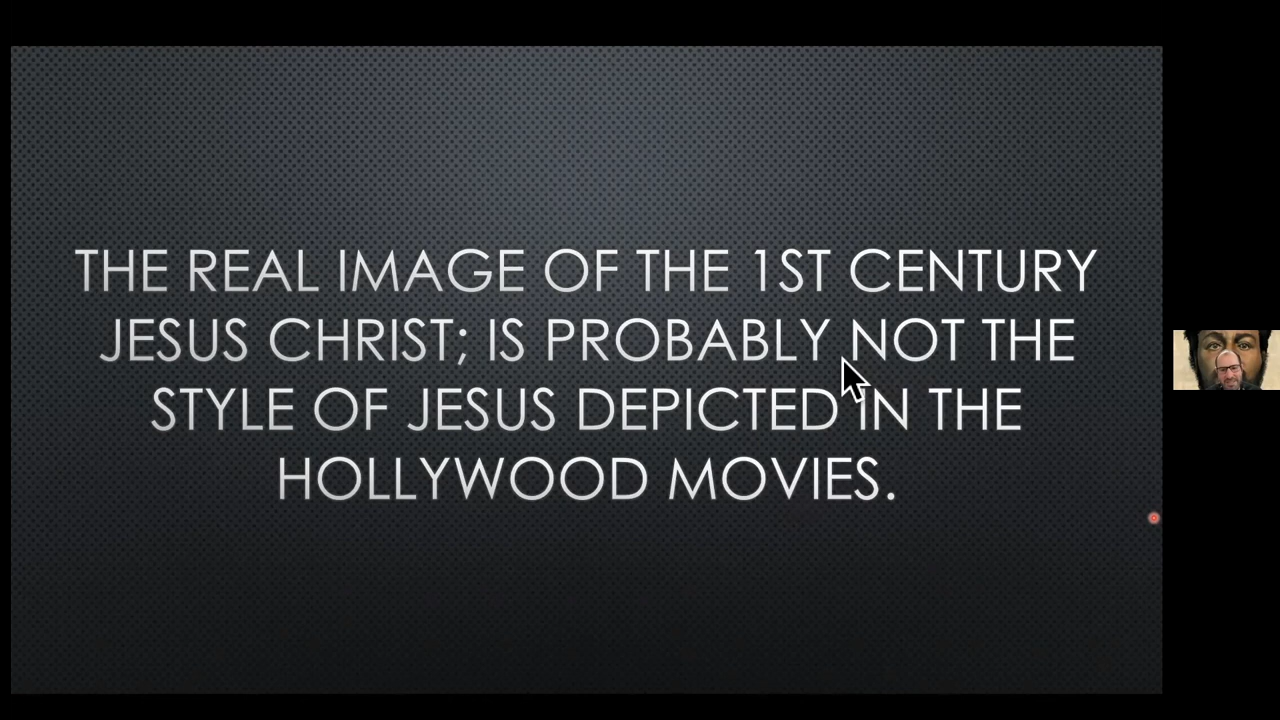 THE REAL IMAGE OF THE 1ST CENTURY
JESUS CHRIST; IS PROBABLY NOT THE
STYLE OF JESUS DEPICTED IN THE
HOLLYWOOD MOVIES.